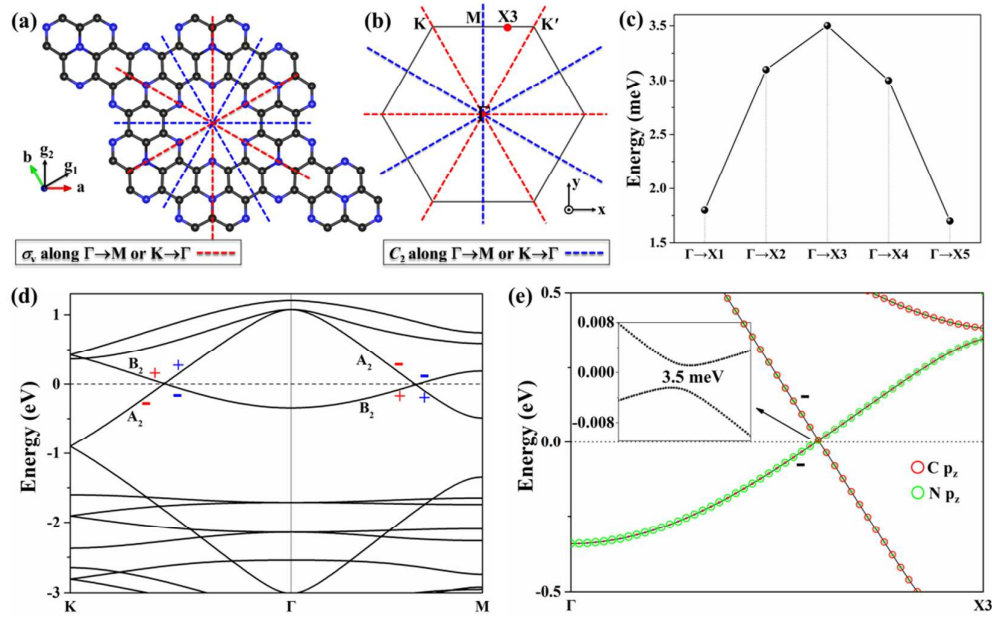 (a)
b
g₂
g₁
a
σᵥ along Γ→M or K→Γ
(b)
K
M
X3
K′
Γ
y
x
C₂ along Γ→M or K→Γ
(c)
Energy (meV)
3.5
3.0
2.5
2.0
1.5
Γ→X1 Γ→X2 Γ→X3 Γ→X4 Γ→X5
(d)
Energy (eV)
1
0
-1
-2
-3
B₂
+
+
A₂
-
-
A₂
-
-
B₂
+
+
K Γ M
(e)
Energy (eV)
0.5
0.0
-0.5
0.008
0.000
-0.008
3.5 meV
-
-
C p_z
N p_z
Γ X3